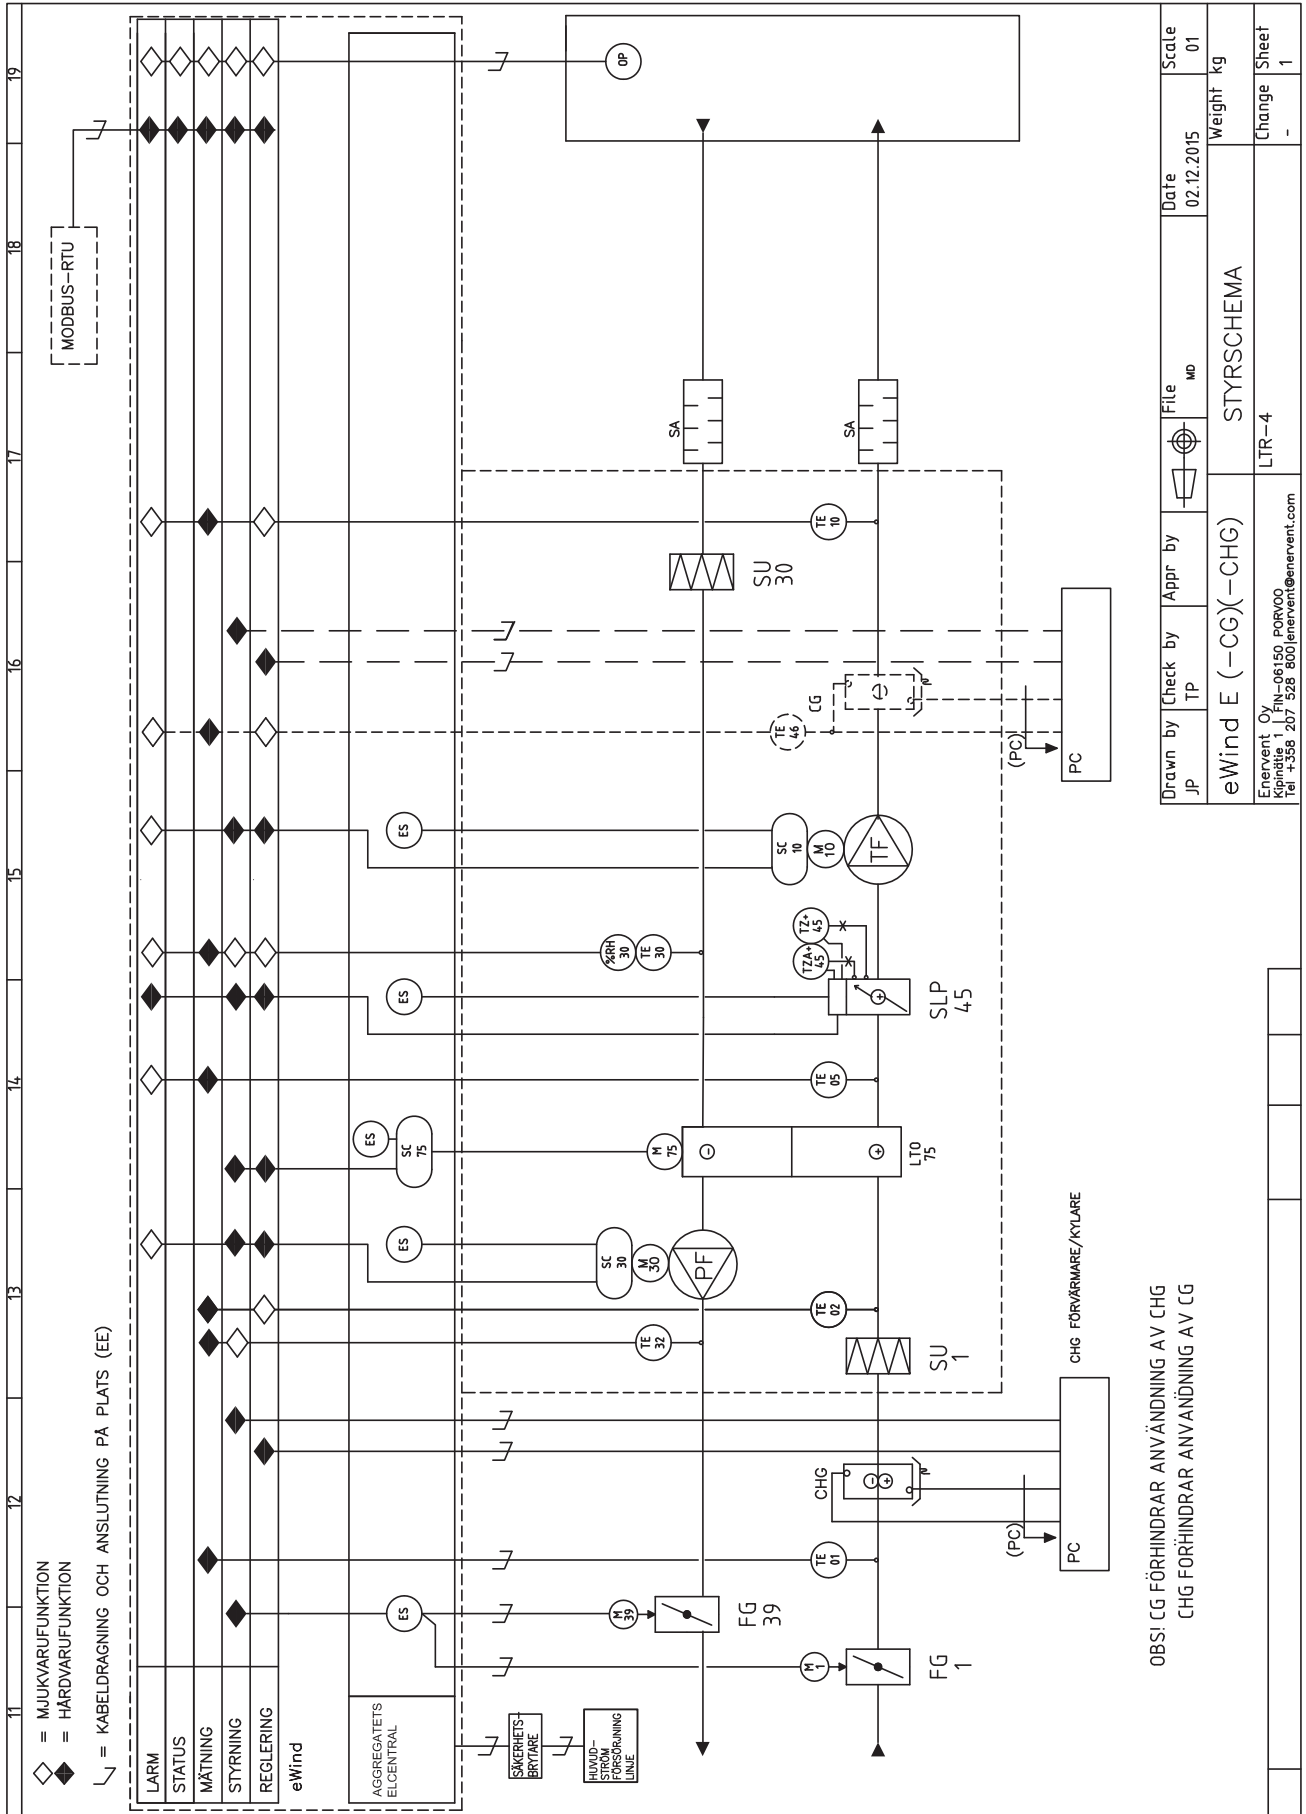 11
12
13
14
15
16
17
18
19
= MJUKVARUFUNKTION
= HÅRDVARUFUNKTION
= KABELDRAGNING OCH ANSLUTNING PÅ PLATS (EE)
MODBUS-RTU
LARM
STATUS
MÄTNING
STYRNING
REGLERING
eWind
AGGREGATETS
ELCENTRAL
ES
ES
ES
SC
75
ES
ES
SÄKERHETS-
BRYTARE
HUVUD-
STRÖM
FÖRSÖRJNING
LINJE
M
39
TE
32
SC
30
M
30
M
75
%RH
30
TE
30
OP
FG
39
PF
SU
30
SA
M
1
TE
01
CHG
TE
02
TE
05
TZA+
45
TZ+
45
SC
10
M
10
TE
46
CG
TE
10
SA
FG
1
SU
1
LTO
75
SLP
45
TF
(PC)
PC
CHG FÖRVÄRMARE/KYLARE
(PC)
PC
OBS! CG FÖRHINDRAR ANVÄNDNING AV CHG
CHG FÖRHINDRAR ANVÄNDNING AV CG
Drawn by
JP
Check by
TP
Appr by
File
MD
Date
02.12.2015
Scale
01
eWind E (-CG)(-CHG)
STYRSCHEMA
Weight kg
Enervent Oy
Kipinätie 1 | FIN-06150 PORVOO
Tel +358 207 528 800|enervent@enervent.com
LTR-4
Change
-
Sheet
1